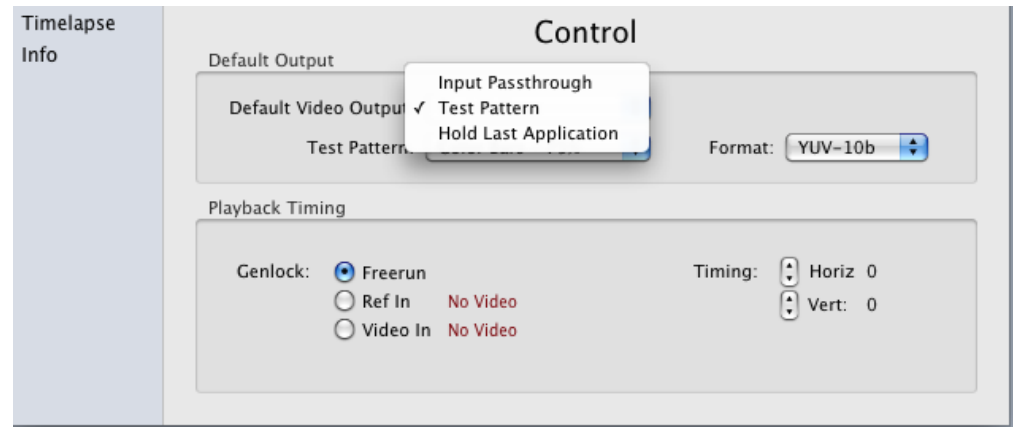 Timelapse
Info
Control
Default Output
Input Passthrough
Default Video Output ✓ Test Pattern
Hold Last Application
Test Pattern: Format: YUV-10b
Playback Timing
Genlock: Freerun Timing: Horiz 0
Ref In No Video Vert: 0
Video In No Video